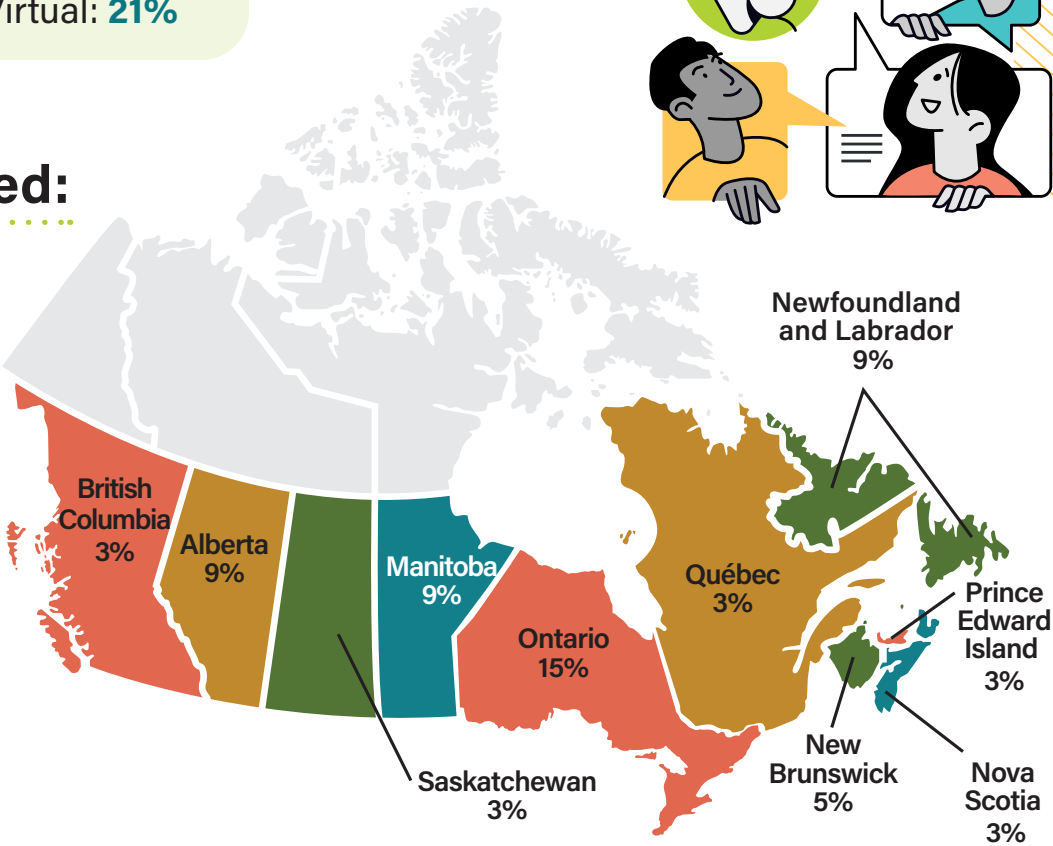 Virtual: 21%
ed:
Newfoundland
and Labrador
9%
British
Columbia
3%
Alberta
9%
Manitoba
9%
Ontario
15%
Québec
3%
Prince
Edward
Island
3%
New
Brunswick
5%
Nova
Scotia
3%
Saskatchewan
3%